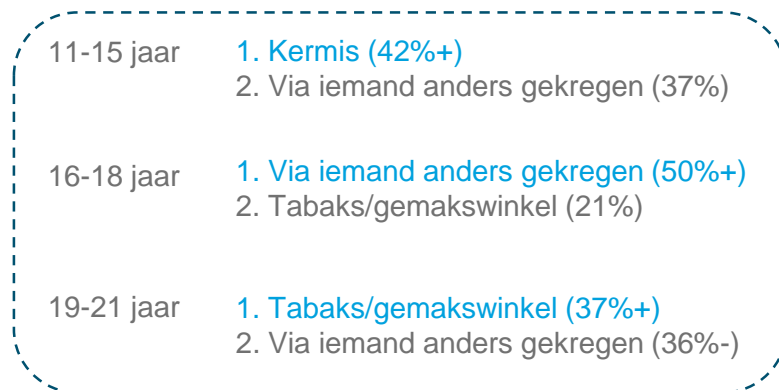 11-15 jaar 1. Kermis (42%+)
2. Via iemand anders gekregen (37%)
16-18 jaar 1. Via iemand anders gekregen (50%+)
2. Tabaks/gemakswinkel (21%)
19-21 jaar 1. Tabaks/gemakswinkel (37%+)
2. Via iemand anders gekregen (36%-)